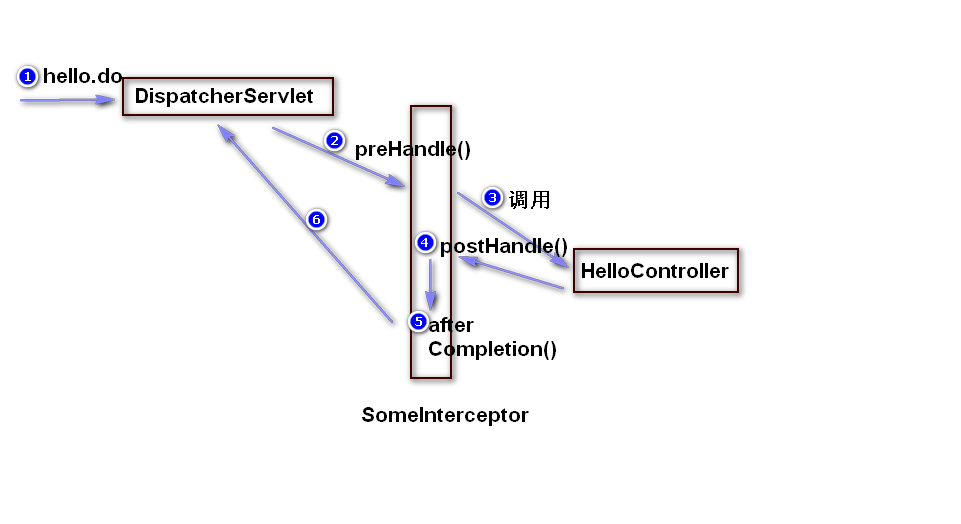 1 hello.do
DispatcherServlet
2 preHandle()
3 调用
4 postHandle()
HelloController
6
5 after
Completion()
SomeInterceptor